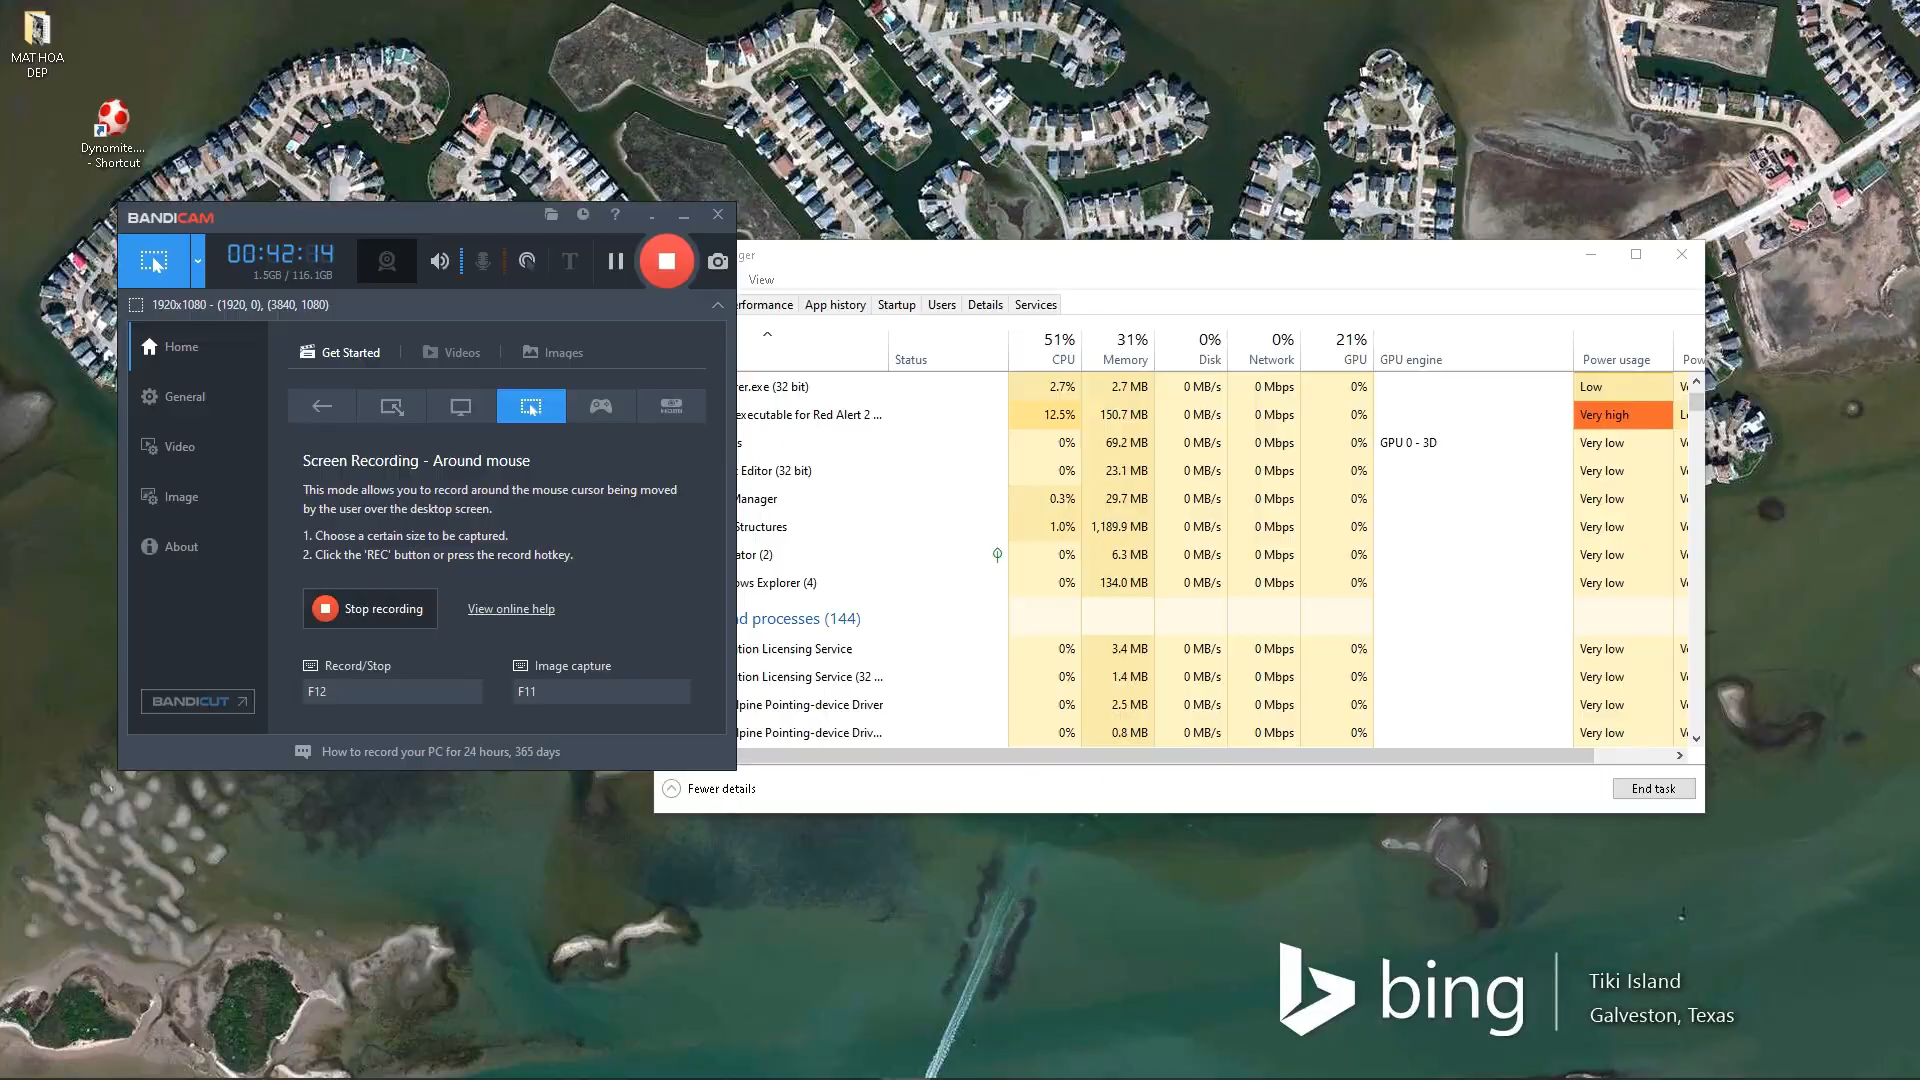 MAT HOA
DEP
Dynomite....
- Shortcut
BANDICAM
?
00:42:14
1.5GB / 116.1GB
T
1920x1080 - (1920, 0), (3840, 1080)
Home
General
Video
Image
About
BANDICUT
Get Started
Videos
Images
HDMI
Screen Recording - Around mouse
This mode allows you to record around the mouse cursor being moved
by the user over the desktop screen.
1. Choose a certain size to be captured.
2. Click the 'REC' button or press the record hotkey.
Stop recording
View online help
Record/Stop
Image capture
F12
F11
How to record your PC for 24 hours, 365 days
ger
View
erformance App history Startup Users Details Services
51% 31% 0% 0% 21%
Status CPU Memory Disk Network GPU GPU engine Power usage Pow
rer.exe (32 bit) 2.7% 2.7 MB 0 MB/s 0 Mbps 0% Low
executable for Red Alert 2 ... 12.5% 150.7 MB 0 MB/s 0 Mbps 0% Very high
s 0% 69.2 MB 0 MB/s 0 Mbps 0% GPU 0 - 3D Very low
t Editor (32 bit) 0% 23.1 MB 0 MB/s 0 Mbps 0% Very low
Manager 0.3% 29.7 MB 0 MB/s 0 Mbps 0% Very low
Structures 1.0% 1,189.9 MB 0 MB/s 0 Mbps 0% Very low
ator (2) 0% 6.3 MB 0 MB/s 0 Mbps 0% Very low
ows Explorer (4) 0% 134.0 MB 0 MB/s 0 Mbps 0% Very low
nd processes (144)
tion Licensing Service 0% 3.4 MB 0 MB/s 0 Mbps 0% Very low
tion Licensing Service (32 ... 0% 1.4 MB 0 MB/s 0 Mbps 0% Very low
lpine Pointing-device Driver 0% 2.5 MB 0 MB/s 0 Mbps 0% Very low
lpine Pointing-device Driv... 0% 0.8 MB 0 MB/s 0 Mbps 0% Very low
Fewer details
End task
bing
Tiki Island
Galveston, Texas